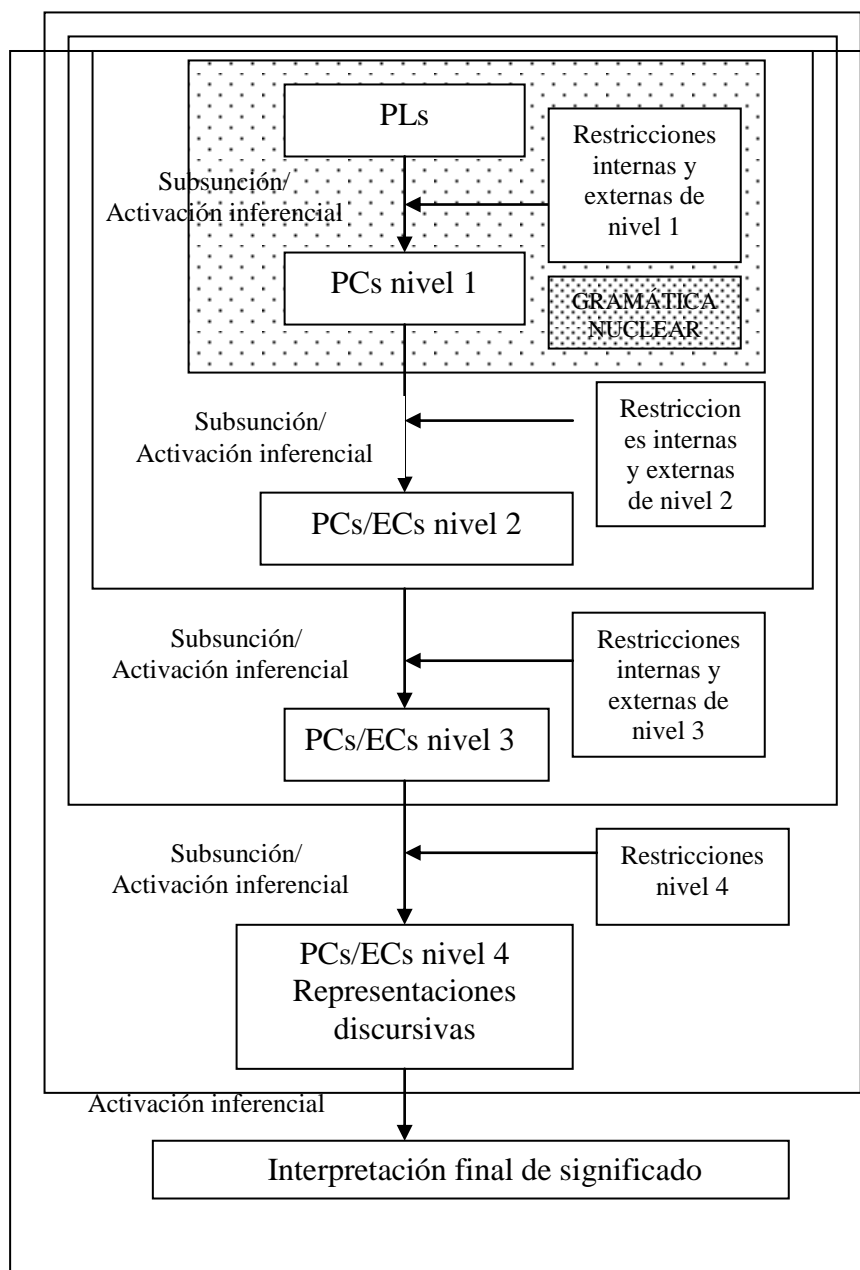 PLs
Restricciones
internas y
externas de
nivel 1
Subsunción/
Activación inferencial
PCs nivel 1
GRAMÁTICA
NUCLEAR
Restriccion
es internas
y externas
de nivel 2
Subsunción/
Activación inferencial
PCs/ECs nivel 2
Subsunción/
Activación inferencial
Restricciones
internas y
externas de
nivel 3
PCs/ECs nivel 3
Subsunción/
Activación inferencial
Restricciones
nivel 4
PCs/ECs nivel 4
Representaciones
discursivas
Activación inferencial
Interpretación final de significado